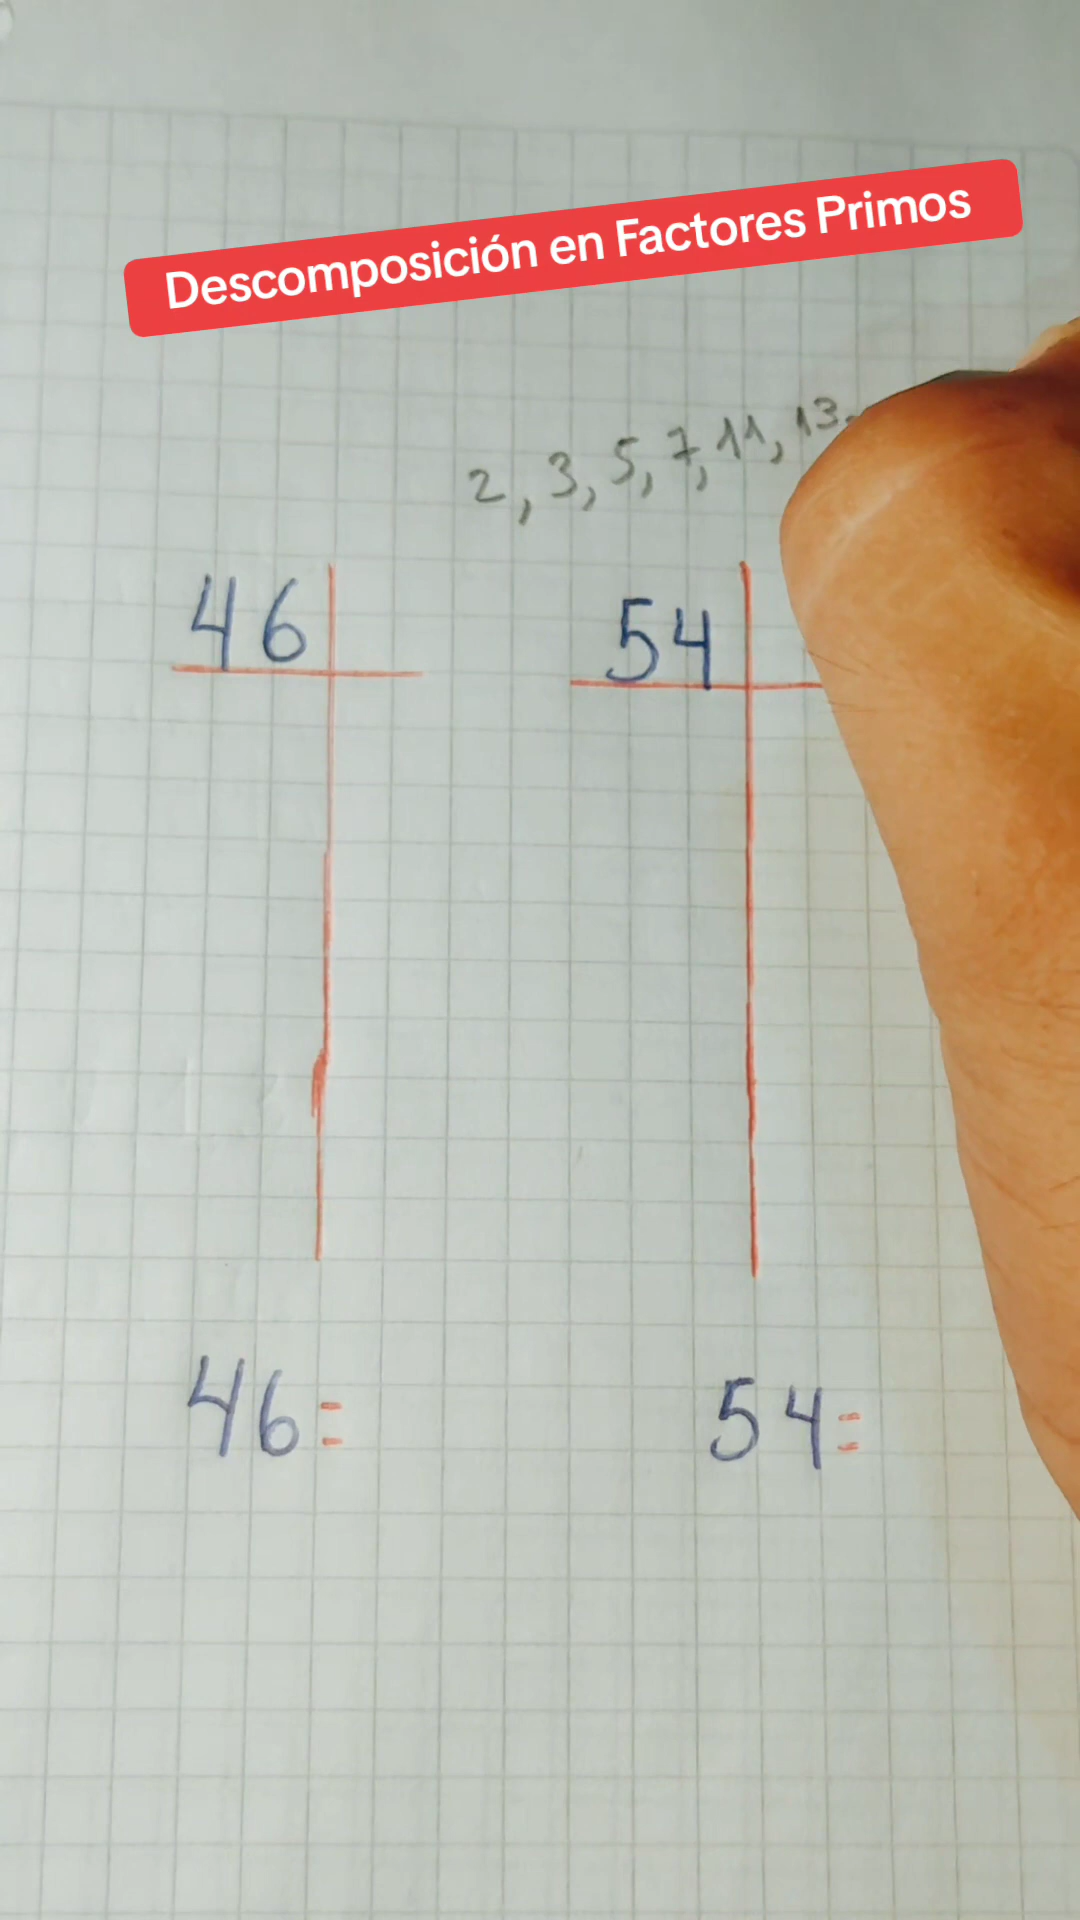 Descomposición en Factores Primos
2, 3, 5, 7, 11, 13
46
54
46=
54=